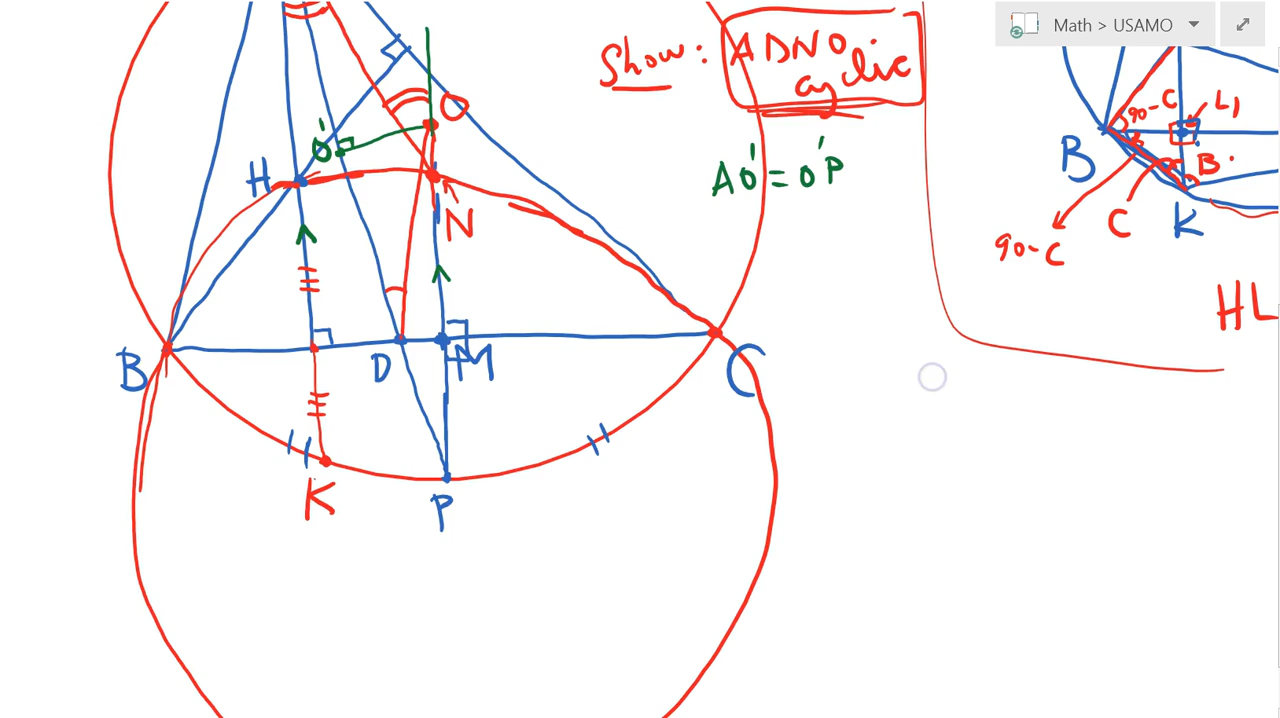 Math > USAMO
Show: ADNO
cyclic
AO' = O'P
O
O'
H
N
B
D
M
C
K
P
90-C
L1
B
B
C
K
90-C
HL